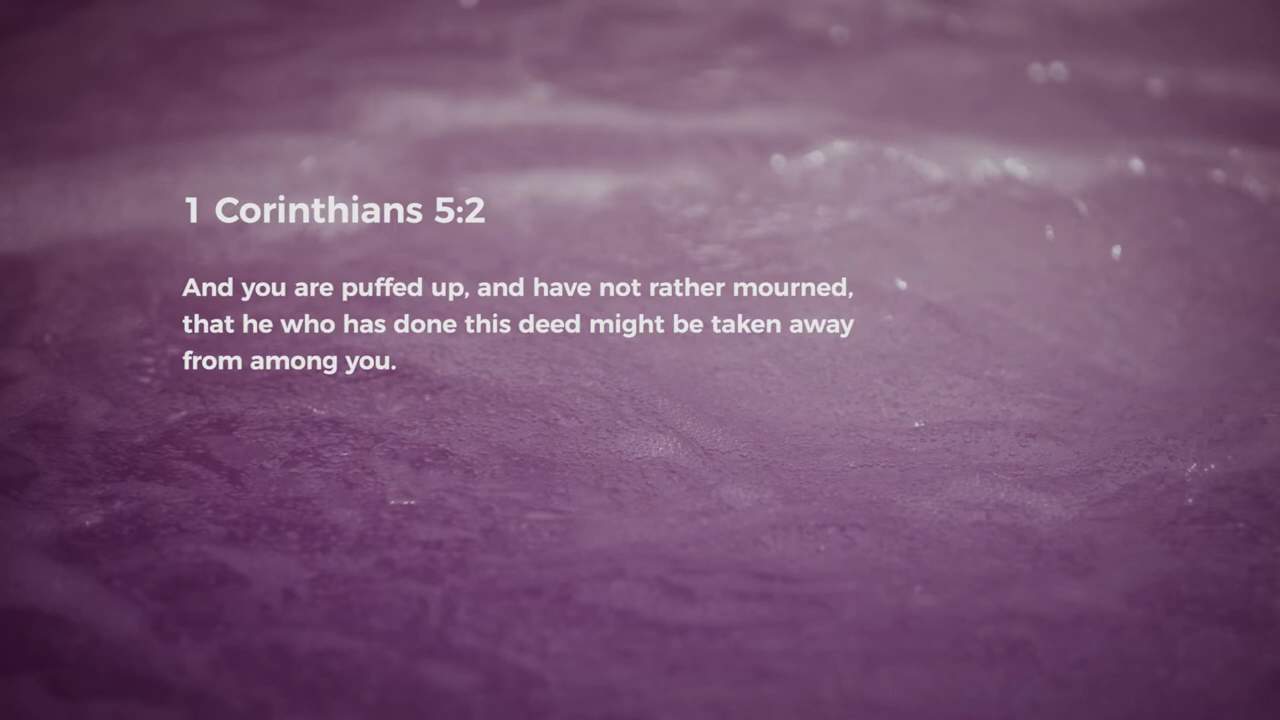 1 Corinthians 5:2
And you are puffed up, and have not rather mourned,
that he who has done this deed might be taken away
from among you.